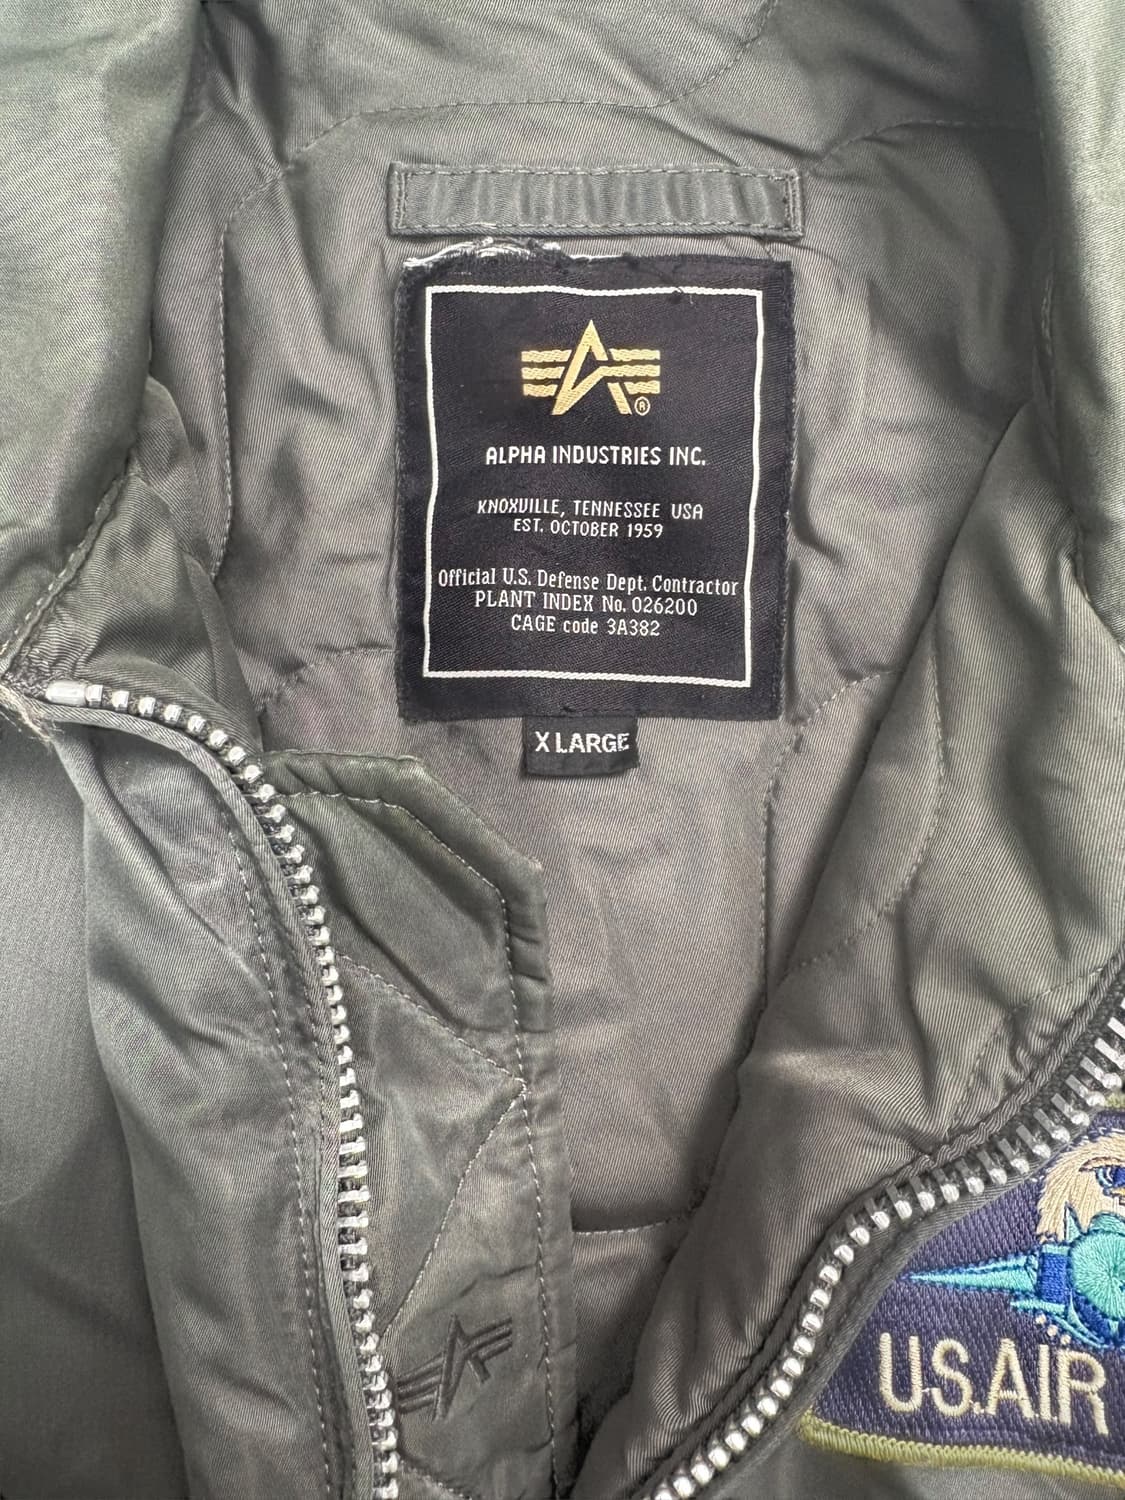 ®
ALPHA INDUSTRIES INC.
KNOXVILLE, TENNESSEE USA
EST. OCTOBER 1959
Official U.S. Defense Dept. Contractor
PLANT INDEX No. 026200
CAGE code 3A382
X LARGE
U.S.AIR